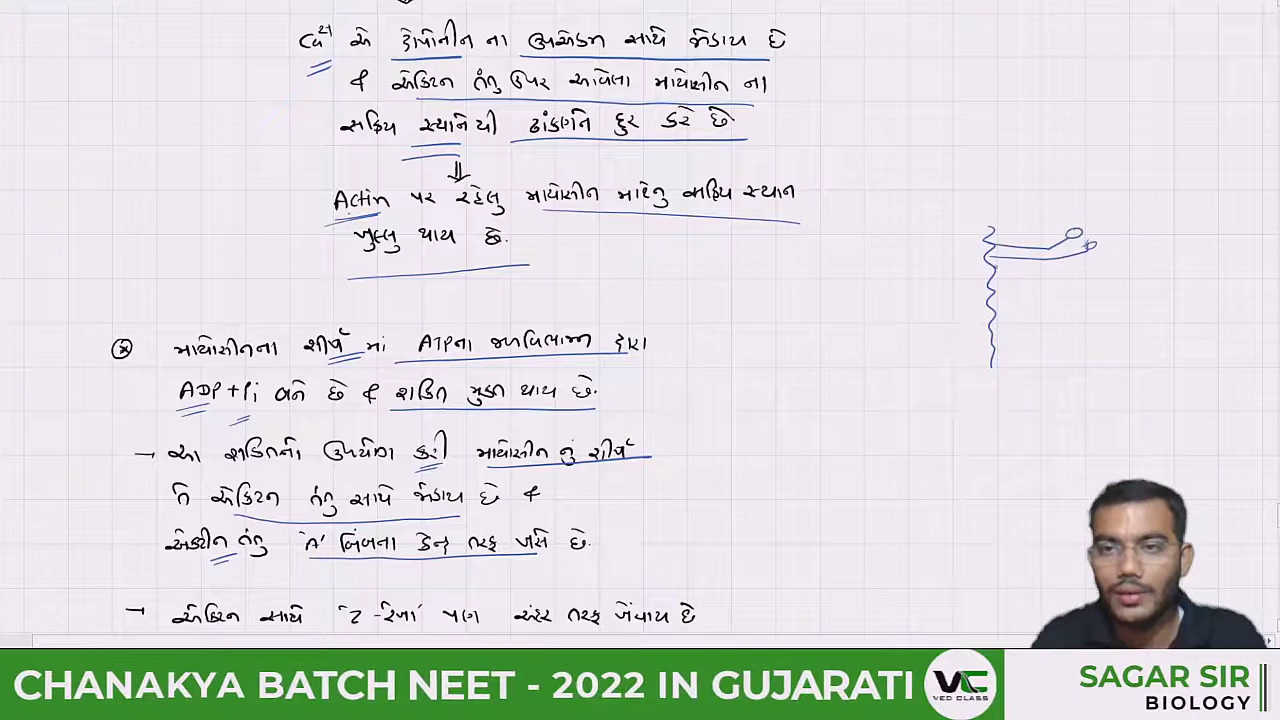 Ca²⁺ એ ટ્રોપોનીન ના ઉપએકમ સાથે જોડાય છે
& એક્ટિન તંતુ ઉપર આવેલા માયોસીન ના
સક્રિય સ્થાનેથી ઢાંકણને દુર કરે છે
⇓
Actin પર રહેલુ માયોસીન માટેનુ સક્રિય સ્થાન
ખુલ્લુ થાય છે.
માયોસીનના શીર્ષ માં ATPના જળવિભાજન દ્વારા
ADP + Pi બને છે & શક્તિ મુક્ત થાય છે.
→ આ શક્તિનો ઉપયોગ કરી માયોસીન નું શીર્ષ
તે એક્ટિન તંતુ સાથે જોડાય છે &
એક્ટીન તંતુ 'A' બિંબના કેન્દ્ર તરફ ખસે છે.
→ એક્ટિન સાથે 'Z-રેખા' પણ અંદર તરફ ખેંચાય છે
CHANAKYA BATCH NEET - 2022 IN GUJARATI
VED CLASS
SAGAR SIR
BIOLOGY